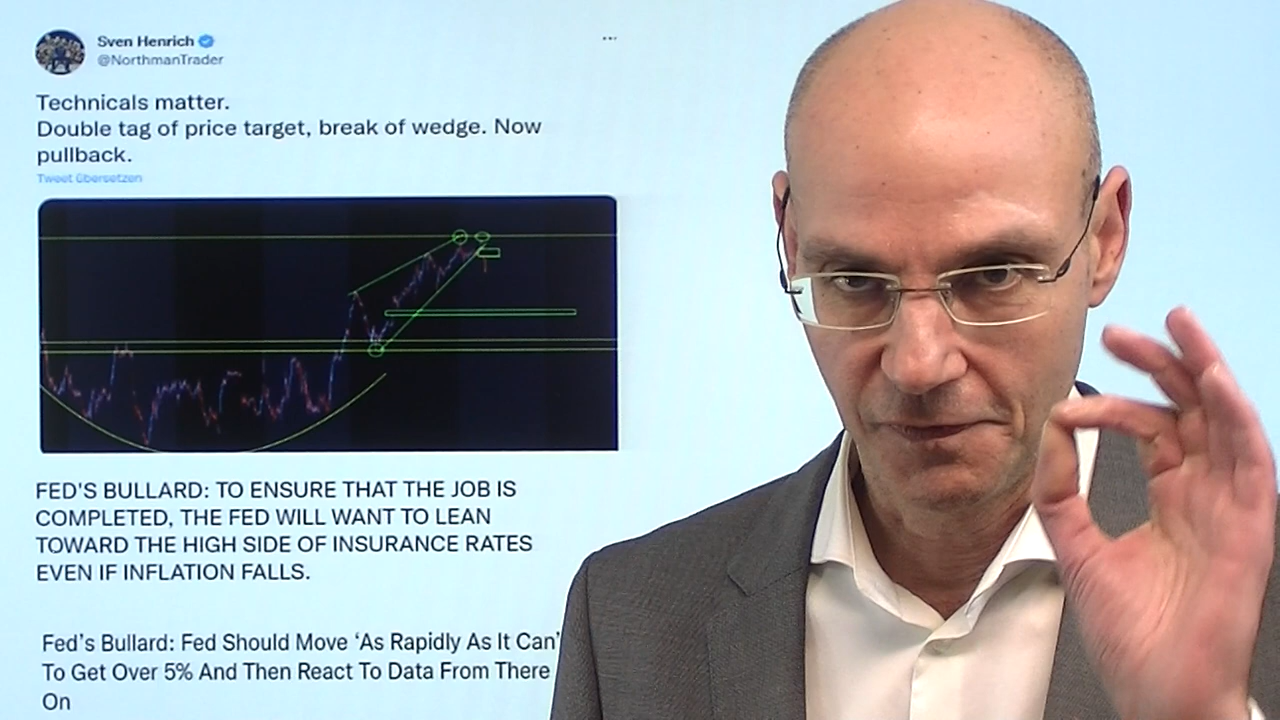 Sven Henrich
@NorthmanTrader
Technicals matter.
Double tag of price target, break of wedge. Now
pullback.
Tweet übersetzen
FED'S BULLARD: TO ENSURE THAT THE JOB IS
COMPLETED, THE FED WILL WANT TO LEAN
TOWARD THE HIGH SIDE OF INSURANCE RATES
EVEN IF INFLATION FALLS.
Fed's Bullard: Fed Should Move ‘As Rapidly As It Can’
To Get Over 5% And Then React To Data From There
On